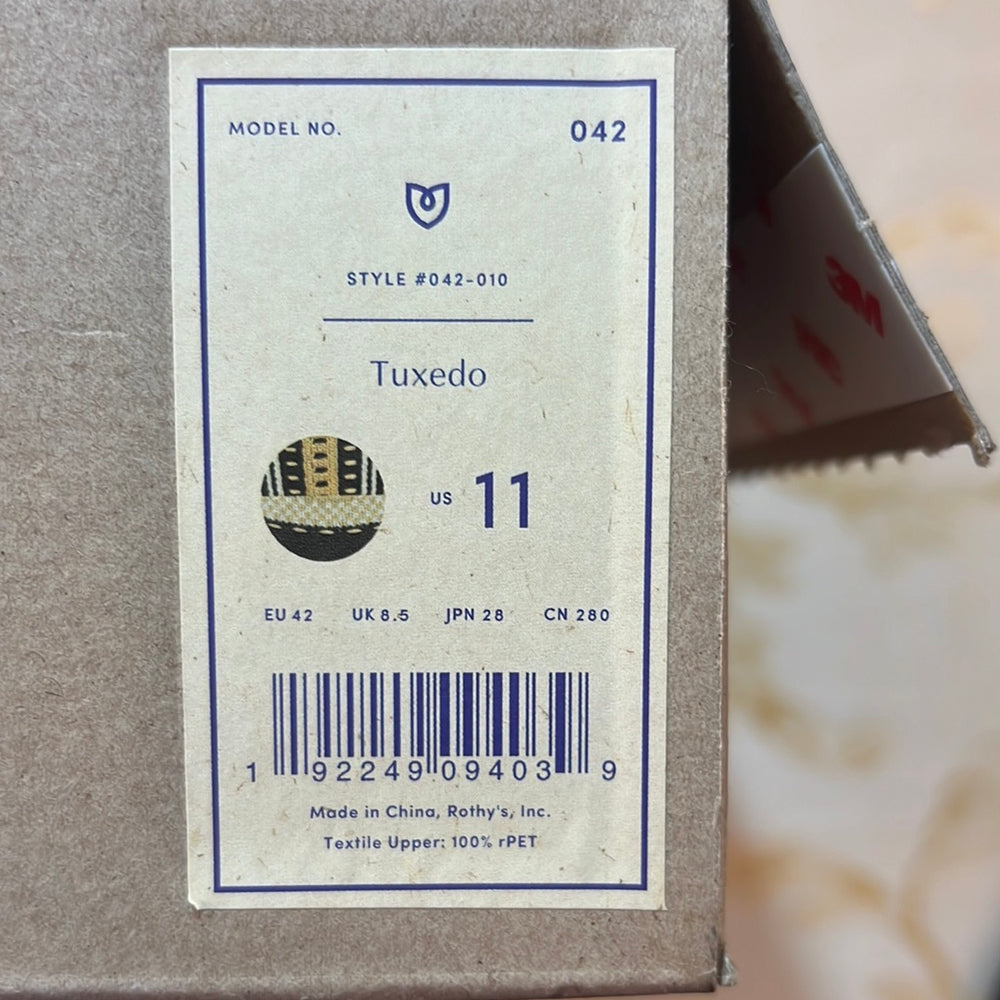 MODEL NO. 042
STYLE #042-010
Tuxedo
US 11
EU 42 UK 8.5 JPN 28 CN 280
1 92249 09403 9
Made in China, Rothy's, Inc.
Textile Upper: 100% rPET
3M